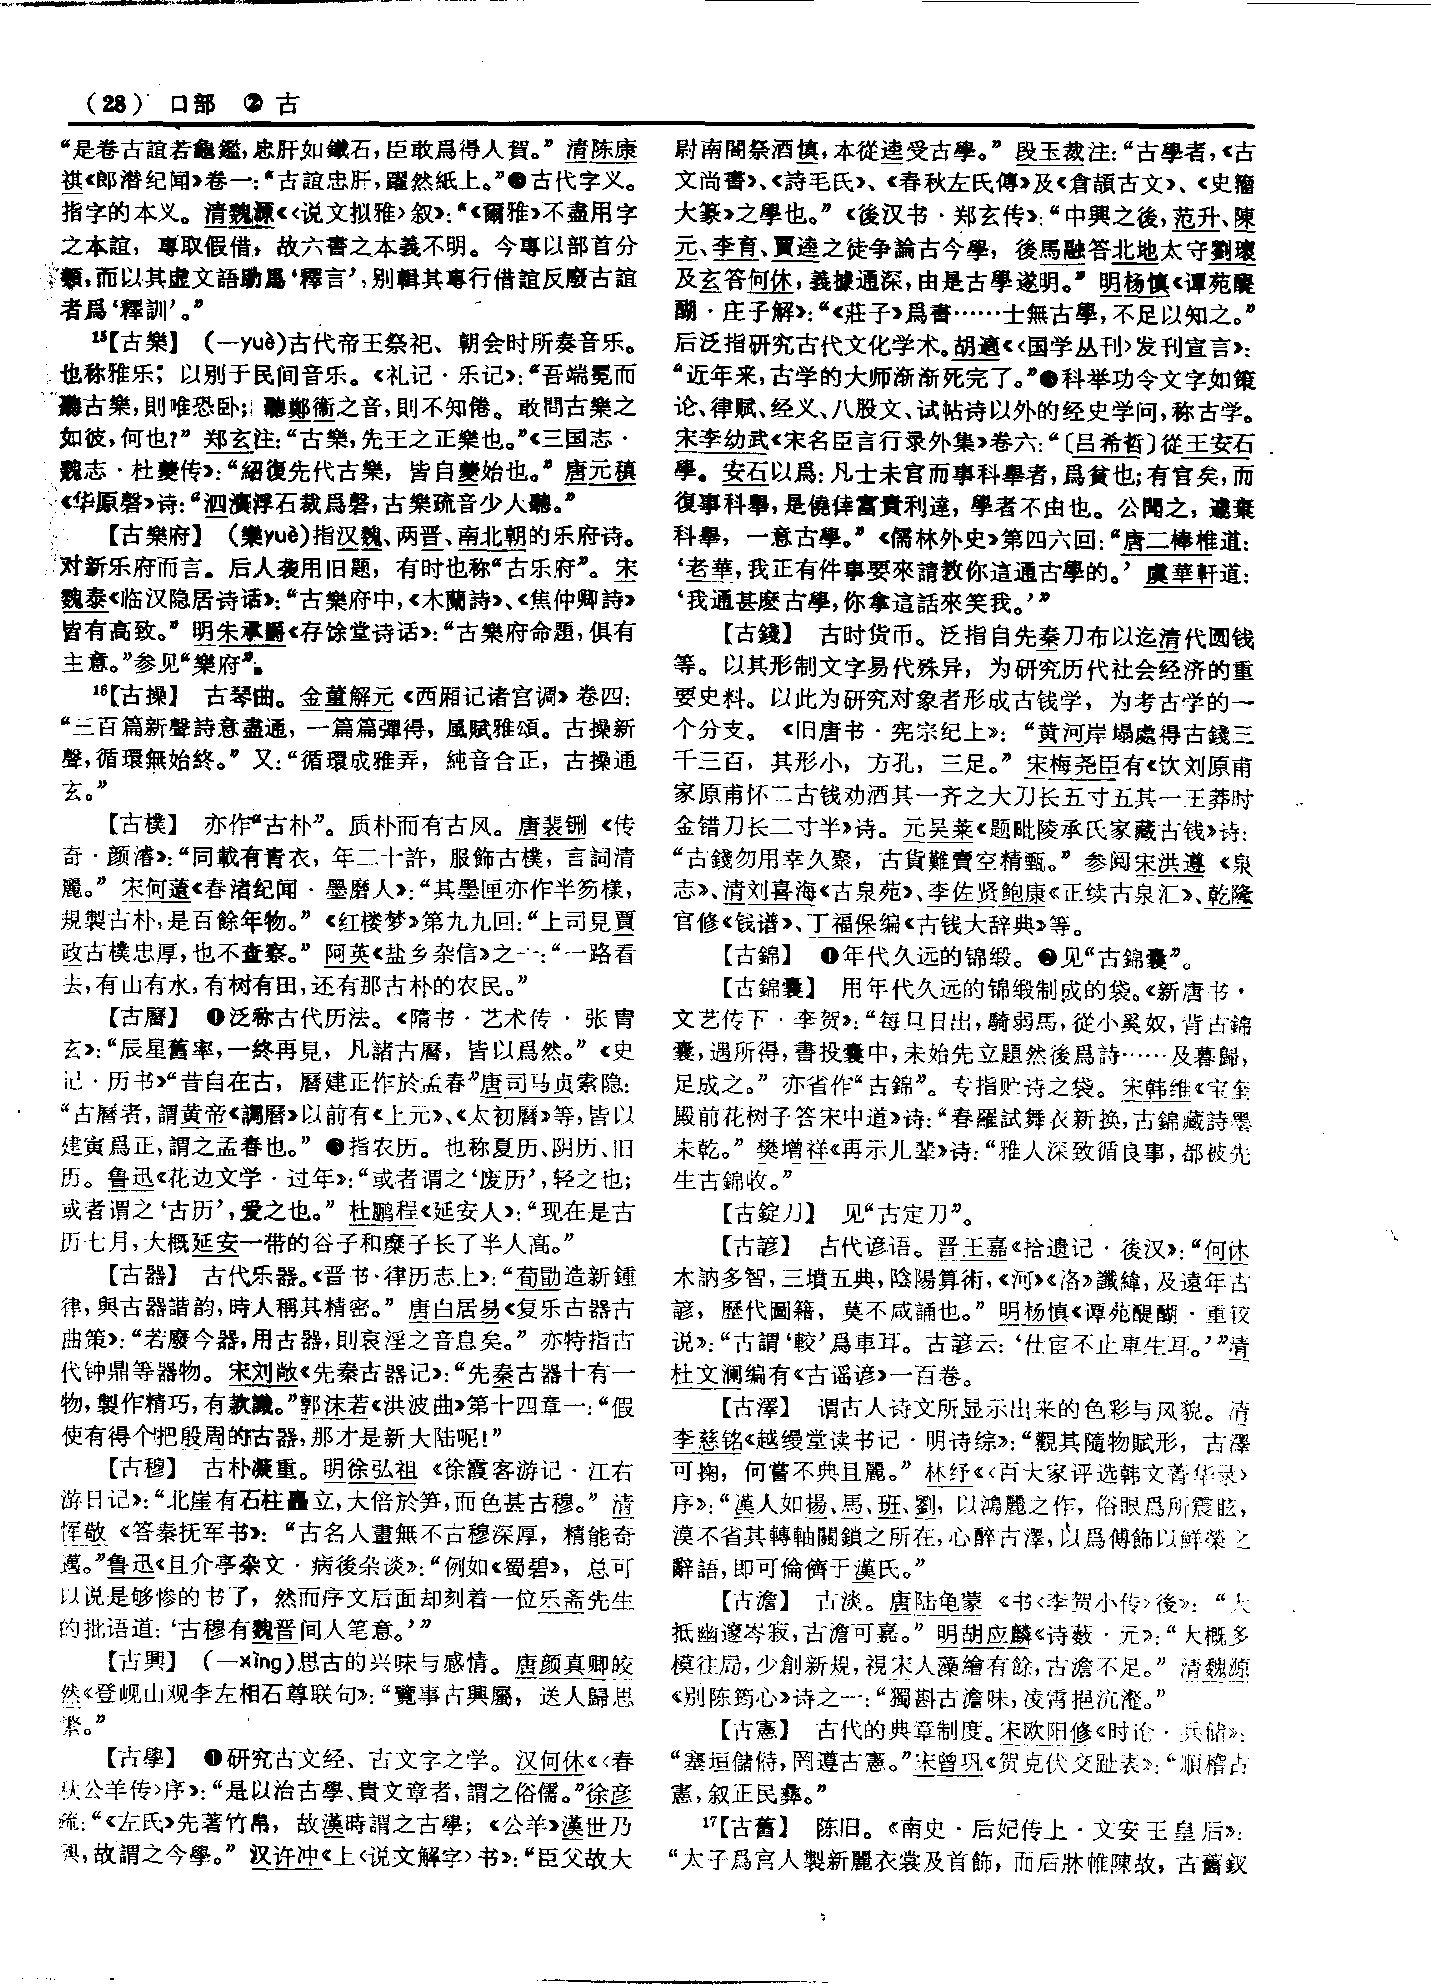 （28） 口部 ② 古
“是卷古誼若龜鑑，忠肝如鐵石，臣敢爲得人賀。” 清陈康
祺《郎潜纪闻》卷一：“古誼忠肝，躍然紙上。”❷古代字义。
指字的本义。清魏源《〈说文拟雅〉叙》：“《爾雅》不盡用字
之本誼，專取假借，故六書之本義不明。今專以部首分
類，而以其虛文語助爲‘釋言’，别輯其專行借誼反廢古誼
者爲‘釋訓’。”
15【古樂】 （一yuè）古代帝王祭祀、朝会时所奏音乐。
也称雅乐；以别于民间音乐。《礼记·乐记》：“吾端冕而
聽古樂，則唯恐卧；聽鄭衛之音，則不知倦。敢問古樂之
如彼，何也？” 郑玄注：“古樂，先王之正樂也。”《三国志·
魏志·杜夔传》：“紹復先代古樂，皆自夔始也。” 唐元稹
《华原磬》诗：“泗濱浮石裁爲磬，古樂疏音少人聽。”
【古樂府】 （樂yuè）指汉魏、两晋、南北朝的乐府诗。
对新乐府而言。后人袭用旧题，有时也称“古乐府”。宋
魏泰《临汉隐居诗话》：“古樂府中，《木蘭詩》、《焦仲卿詩》
皆有高致。” 明朱承爵《存馀堂诗话》：“古樂府命題，俱有
主意。”参见“樂府”。
16【古操】 古琴曲。金董解元《西厢记诸宫调》卷四：
“三百篇新聲詩意盡通，一篇篇彈得，風賦雅頌。古操新
聲，循環無始終。” 又：“循環成雅弄，純音合正，古操通
玄。”
【古樸】 亦作“古朴”。质朴而有古风。唐裴铏《传
奇·颜濬》：“同載有青衣，年二十許，服飾古樸，言詞清
麗。” 宋何薳《春渚纪闻·墨磨人》：“其墨匣亦作半笏樣，
規製古朴，是百餘年物。” 《红楼梦》第九九回：“上司見賈
政古樸忠厚，也不查察。” 阿英《盐乡杂信》之一：“一路看
去，有山有水，有树有田，还有那古朴的农民。”
【古曆】 ❶泛称古代历法。《隋书·艺术传·张胄
玄》：“辰星舊率，一終再見，凡諸古曆，皆以爲然。” 《史
记·历书》“昔自在古，曆建正作於孟春”唐司马贞索隐：
“古曆者，謂黄帝《調曆》以前有《上元》、《太初曆》等，皆以
建寅爲正，謂之孟春也。” ❷指农历。也称夏历、阴历、旧
历。鲁迅《花边文学·过年》：“或者谓之‘废历’，轻之也；
或者谓之‘古历’，爱之也。” 杜鹏程《延安人》：“现在是古
历七月，大概延安一带的谷子和糜子长了半人高。”
【古器】 古代乐器。《晋书·律历志上》：“荀勖造新鍾
律，與古器諧韵，時人稱其精密。” 唐白居易《复乐古器古
曲策》：“若廢今器，用古器，則哀淫之音息矣。” 亦特指古
代钟鼎等器物。宋刘敞《先秦古器记》：“先秦古器十有一
物，製作精巧，有款識。”郭沫若《洪波曲》第十四章一：“假
使有得个把殷周的古器，那才是新大陆呢！”
【古穆】 古朴凝重。明徐弘祖《徐霞客游记·江右
游日记》：“北崖有石柱矗立，大倍於笋，而色甚古穆。” 清
恽敬《答秦抚军书》：“古名人畫無不古穆深厚，精能奇
邁。”鲁迅《且介亭杂文·病後杂谈》：“例如《蜀碧》，总可
以说是够惨的书了，然而序文后面却刻着一位乐斋先生
的批语道：‘古穆有魏晋间人笔意。’”
【古興】 （一xìng）思古的兴味与感情。唐颜真卿皎
然《登岘山观李左相石尊联句》：“覽事古興屬，送人歸思
繁。”
【古學】 ❶研究古文经、古文字之学。汉何休《〈春
秋公羊传〉序》：“是以治古學、貴文章者，謂之俗儒。”徐彦
疏：“《左氏》先著竹帛，故漢時謂之古學；《公羊》漢世乃
興，故謂之今學。” 汉许冲《上〈说文解字〉书》：“臣父故太
尉南閣祭酒慎，本從逵受古學。” 段玉裁注：“古學者，《古
文尚書》、《詩毛氏》、《春秋左氏傳》及《倉頡古文》、《史籀
大篆》之學也。” 《後汉书·郑玄传》：“中興之後，范升、陳
元、李育、賈逵之徒争論古今學，後馬融答北地太守劉瓌
及玄答何休，義據通深，由是古學遂明。” 明杨慎《谭苑醍
醐·庄子解》：“《莊子》爲書……士無古學，不足以知之。”
后泛指研究古代文化学术。胡適《〈国学丛刊〉发刊宣言》：
“近年来，古学的大师渐渐死完了。”❷科举功令文字如策
论、律赋、经义、八股文、试帖诗以外的经史学问，称古学。
宋李幼武《宋名臣言行录外集》卷六：“〔吕希哲〕從王安石
學。安石以爲：凡士未官而事科舉者，爲貧也；有官矣，而
復事科舉，是僥倖富貴利達，學者不由也。公聞之，遽棄
科舉，一意古學。” 《儒林外史》第四六回：“唐二棒椎道：
‘老華，我正有件事要來請教你這通古學的。’ 虞華軒道：
‘我通甚麽古學，你拿這話來笑我。’”
【古錢】 古时货币。泛指自先秦刀布以迄清代圆钱
等。以其形制文字易代殊异，为研究历代社会经济的重
要史料。以此为研究对象者形成古钱学，为考古学的一
个分支。《旧唐书·宪宗纪上》：“黄河岸塌處得古錢三
千三百，其形小，方孔，三足。” 宋梅尧臣有《饮刘原甫
家原甫怀二古钱劝酒其一齐之大刀长五寸五其一王莽时
金错刀长二寸半》诗。元吴莱《题毗陵承氏家藏古钱》诗：
“古錢勿用幸久聚，古貨難賣空精甄。” 参阅宋洪遵《泉
志》、清刘喜海《古泉苑》、李佐贤鲍康《正续古泉汇》、乾隆
官修《钱谱》、丁福保编《古钱大辞典》等。
【古錦】 ❶年代久远的锦缎。❷见“古錦囊”。
【古錦囊】 用年代久远的锦缎制成的袋。《新唐书·
文艺传下·李贺》：“每旦日出，騎弱馬，從小奚奴，背古錦
囊，遇所得，書投囊中，未始先立題然後爲詩……及暮歸，
足成之。” 亦省作“古錦”。专指贮诗之袋。宋韩维《宝奎
殿前花树子答宋中道》诗：“春羅試舞衣新换，古錦藏詩墨
未乾。” 樊增祥《再示儿辈》诗：“雅人深致循良事，都被先
生古錦收。”
【古錠刀】 见“古定刀”。
【古諺】 古代谚语。晋王嘉《拾遗记·後汉》：“何休
木訥多智，三墳五典，陰陽算術，《河》《洛》讖緯，及遠年古
諺，歷代圖籍，莫不咸誦也。” 明杨慎《谭苑醍醐·重较
说》：“古謂‘較’爲車耳。古諺云：‘仕宦不止車生耳。’”清
杜文澜编有《古谣谚》一百卷。
【古澤】 谓古人诗文所显示出来的色彩与风貌。清
李慈铭《越缦堂读书记·明诗综》：“觀其隨物賦形，古澤
可掬，何嘗不典且麗。” 林纾《〈百大家评选韩文菁华录〉
序》：“漢人如揚、馬、班、劉，以鴻麗之作，俗眼爲所震眩，
漠不省其轉軸關鎖之所在，心醉古澤，以爲傅飾以鮮榮之
辭語，即可倫儕于漢氏。”
【古澹】 古淡。唐陆龟蒙《书〈李贺小传〉後》：“大
抵幽邃岑寂，古澹可嘉。” 明胡应麟《诗薮·元》：“大概多
模往局，少創新規，視宋人藻繪有餘，古澹不足。” 清魏源
《别陈筠心》诗之一：“獨斟古澹味，凌霄挹沆瀣。”
【古憲】 古代的典章制度。宋欧阳修《时论·兵储》：
“塞垣儲偫，罔遵古憲。”宋曾巩《贺克伏交趾表》：“順稽古
憲，叙正民彝。”
17【古舊】 陈旧。《南史·后妃传上·文安王皇后》：
“太子爲宫人製新麗衣裳及首飾，而后牀帷陳故，古舊釵